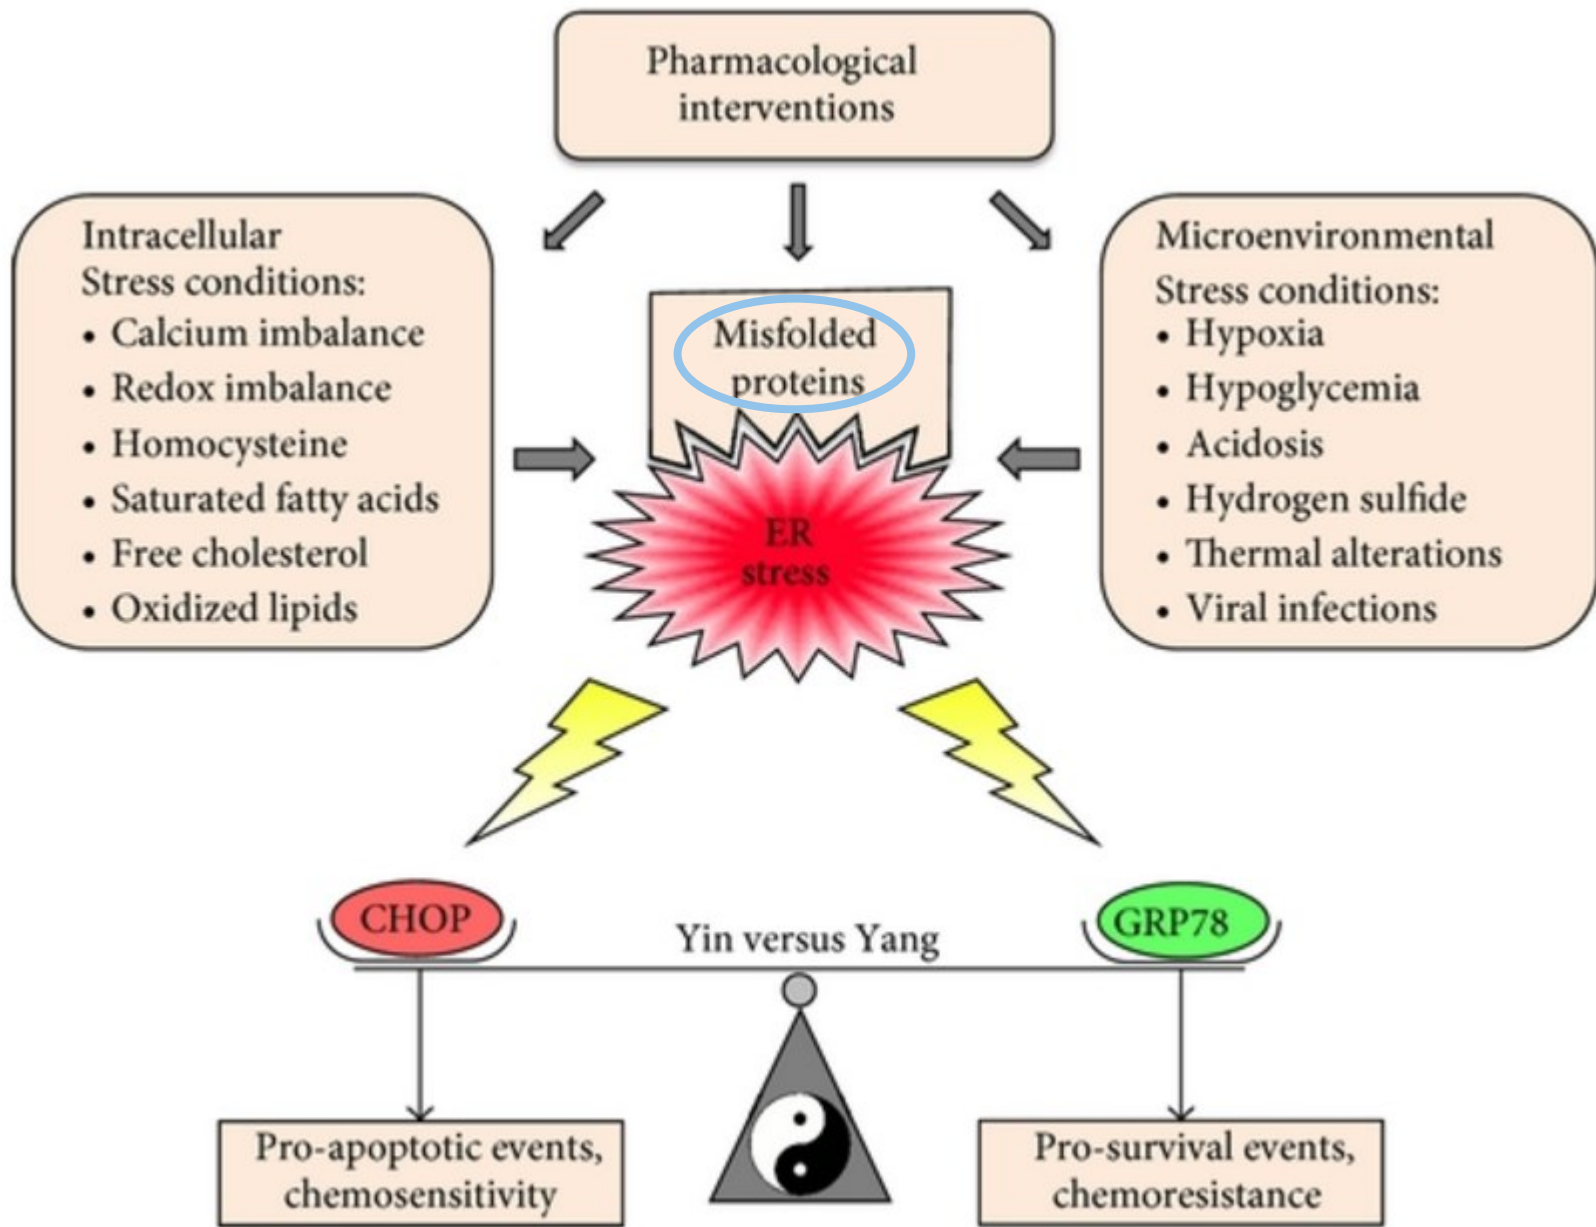 Pharmacological
interventions
Intracellular
Stress conditions:
• Calcium imbalance
• Redox imbalance
• Homocysteine
• Saturated fatty acids
• Free cholesterol
• Oxidized lipids
Misfolded
proteins
ER
stress
Microenvironmental
Stress conditions:
• Hypoxia
• Hypoglycemia
• Acidosis
• Hydrogen sulfide
• Thermal alterations
• Viral infections
CHOP
Yin versus Yang
GRP78
Pro-apoptotic events,
chemosensitivity
Pro-survival events,
chemoresistance